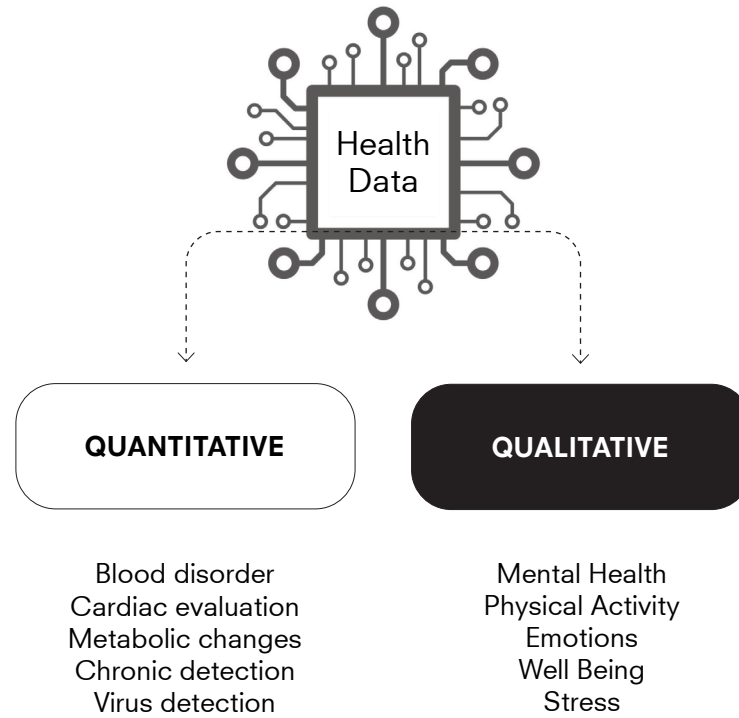 Health
Data
QUANTITATIVE
QUALITATIVE
Blood disorder
Cardiac evaluation
Metabolic changes
Chronic detection
Virus detection
Mental Health
Physical Activity
Emotions
Well Being
Stress